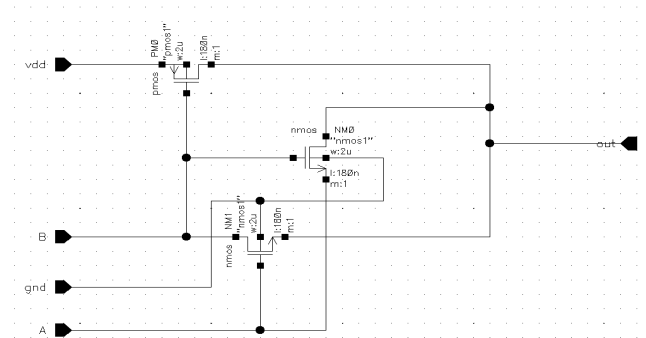 vdd
PM0
"pmos1"
w:2u
l:180n
m:1
pmos
nmos
NM0
"nmos1"
w:2u
l:180n
m:1
out
B
NM1
"nmos1"
w:2u
l:180n
m:1
nmos
gnd
A